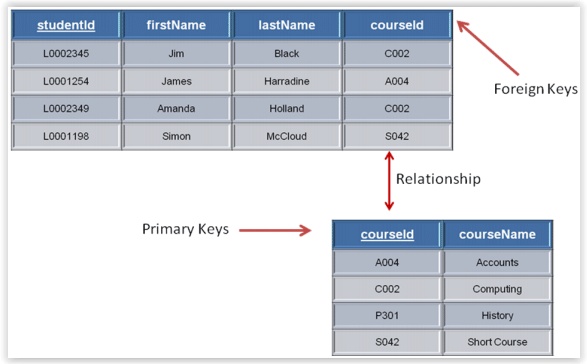 studentId firstName lastName courseId
L0002345 Jim Black C002
L0001254 James Harradine A004
L0002349 Amanda Holland C002
L0001198 Simon McCloud S042
Foreign Keys
Relationship
Primary Keys
courseId courseName
A004 Accounts
C002 Computing
P301 History
S042 Short Course